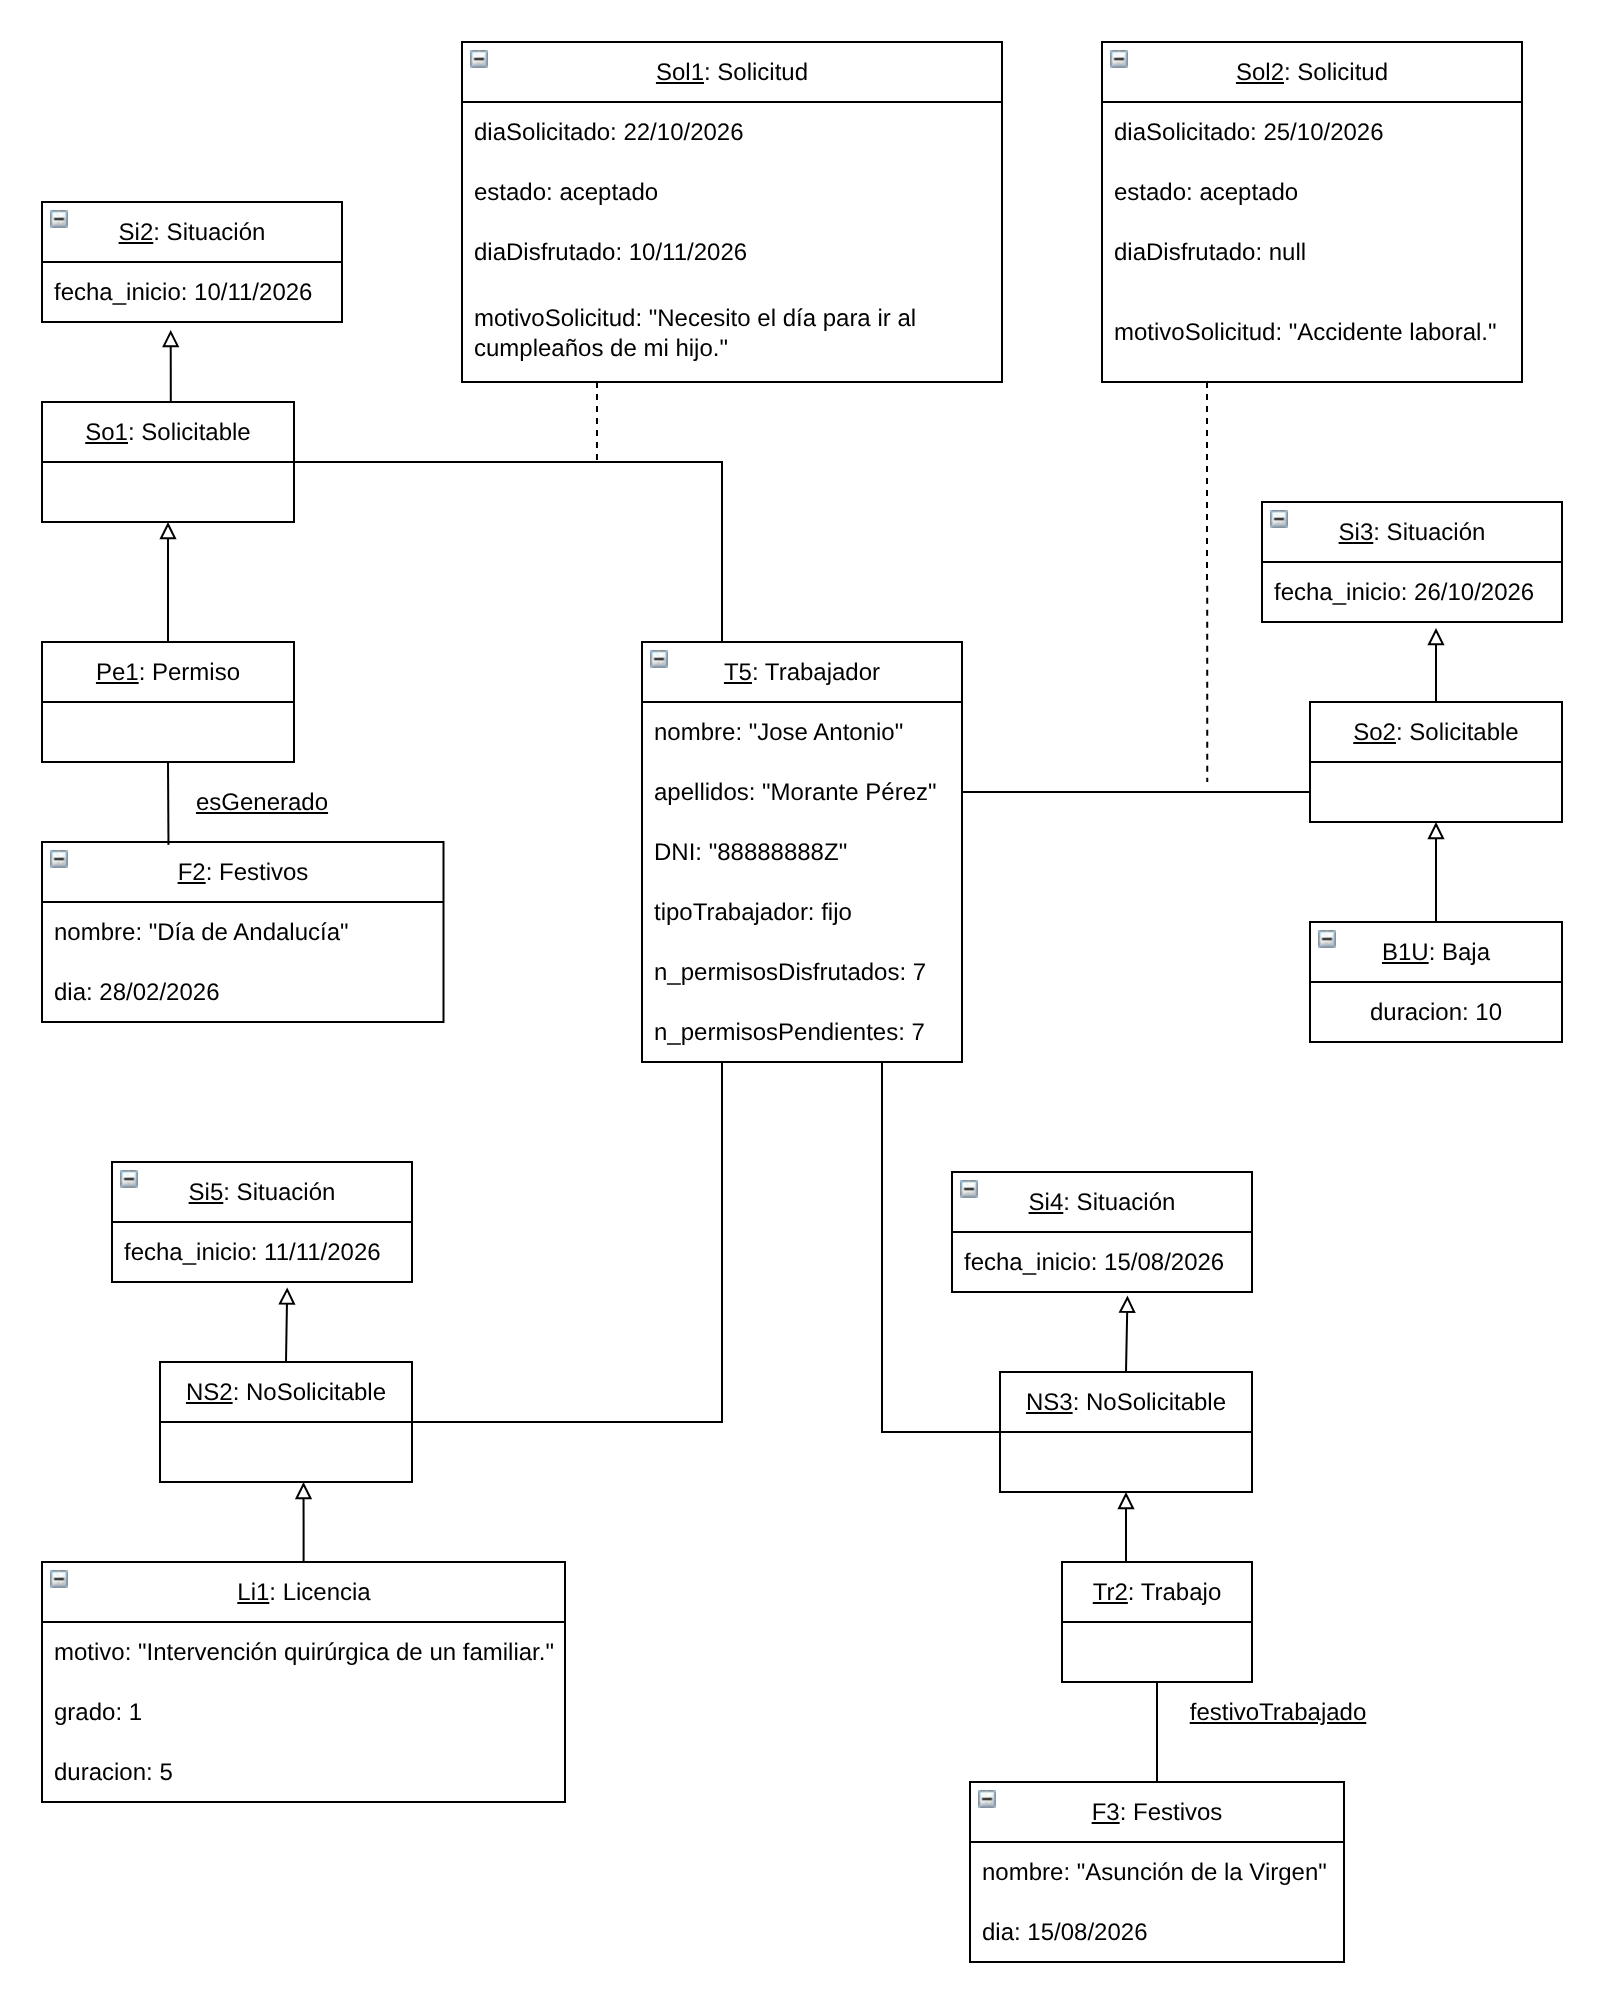 Sol1: Solicitud
diaSolicitado: 22/10/2026
estado: aceptado
diaDisfrutado: 10/11/2026
motivoSolicitud: "Necesito el día para ir al
cumpleaños de mi hijo."
Sol2: Solicitud
diaSolicitado: 25/10/2026
estado: aceptado
diaDisfrutado: null
motivoSolicitud: "Accidente laboral."
Si2: Situación
fecha_inicio: 10/11/2026
So1: Solicitable
Si3: Situación
fecha_inicio: 26/10/2026
Pe1: Permiso
T5: Trabajador
nombre: "Jose Antonio"
apellidos: "Morante Pérez"
DNI: "88888888Z"
tipoTrabajador: fijo
n_permisosDisfrutados: 7
n_permisosPendientes: 7
So2: Solicitable
esGenerado
F2: Festivos
nombre: "Día de Andalucía"
dia: 28/02/2026
B1U: Baja
duracion: 10
Si5: Situación
fecha_inicio: 11/11/2026
Si4: Situación
fecha_inicio: 15/08/2026
NS2: NoSolicitable
NS3: NoSolicitable
Li1: Licencia
motivo: "Intervención quirúrgica de un familiar."
grado: 1
duracion: 5
Tr2: Trabajo
festivoTrabajado
F3: Festivos
nombre: "Asunción de la Virgen"
dia: 15/08/2026